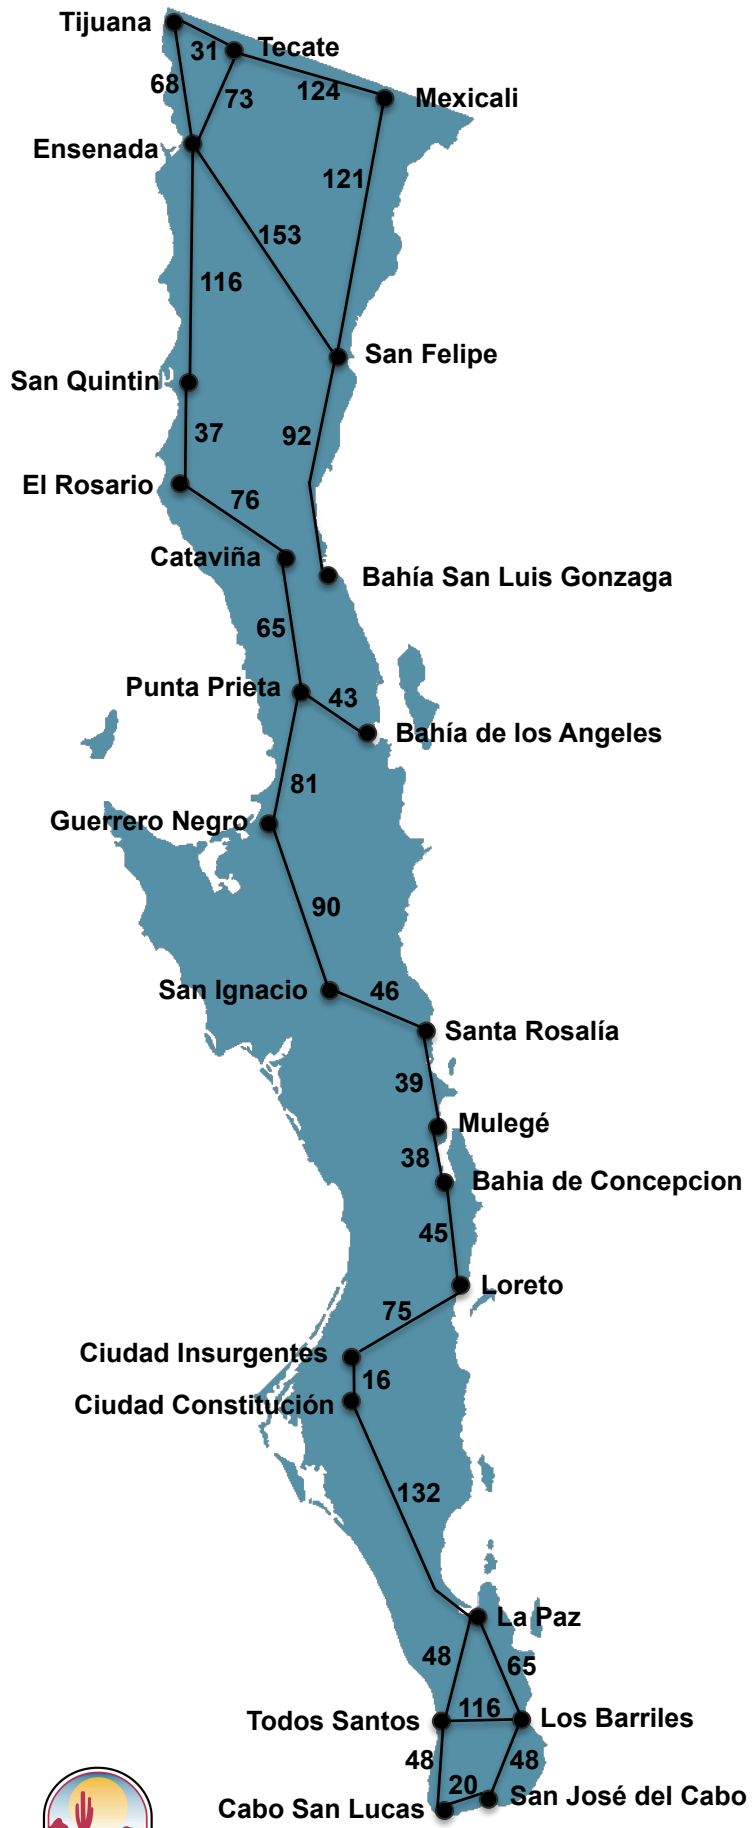 Tijuana
31
Tecate
68
73
124
Mexicali
Ensenada
121
153
116
San Felipe
San Quintin
37
92
El Rosario
76
Cataviña
Bahía San Luis Gonzaga
65
Punta Prieta
43
Bahía de los Angeles
81
Guerrero Negro
90
San Ignacio
46
Santa Rosalía
39
Mulegé
38
Bahia de Concepcion
45
Loreto
75
Ciudad Insurgentes
16
Ciudad Constitución
132
La Paz
48
65
116
Todos Santos
Los Barriles
48
48
20
San José del Cabo
Cabo San Lucas